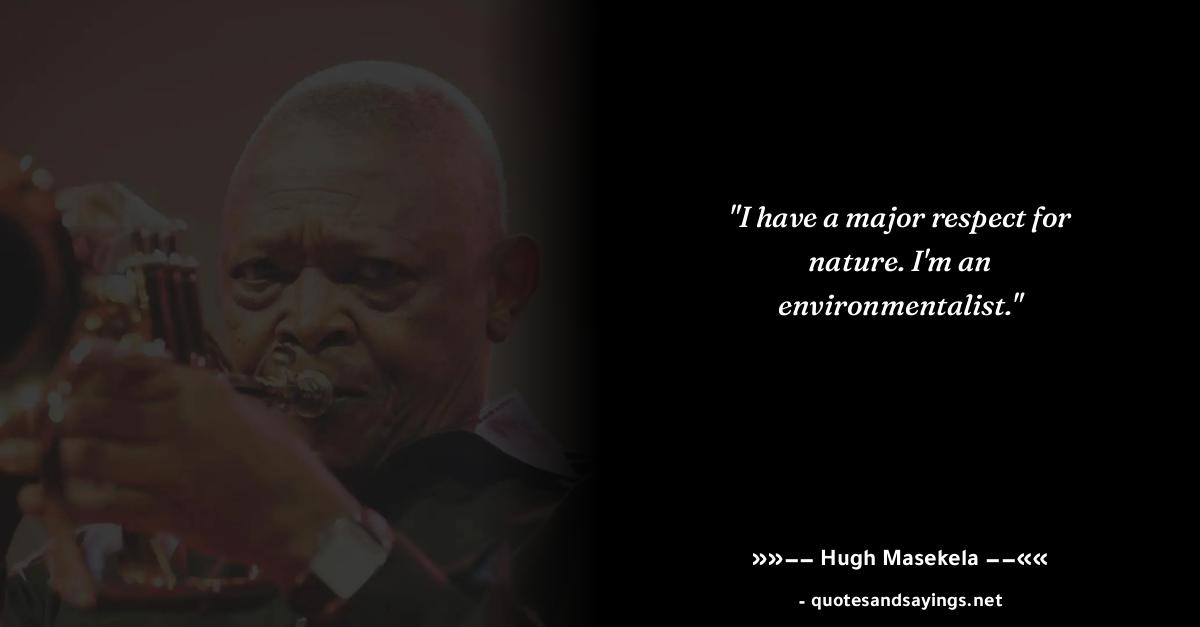 "I have a major respect for
nature. I'm an
environmentalist."
»»–– Hugh Masekela ––««
- quotesandsayings.net